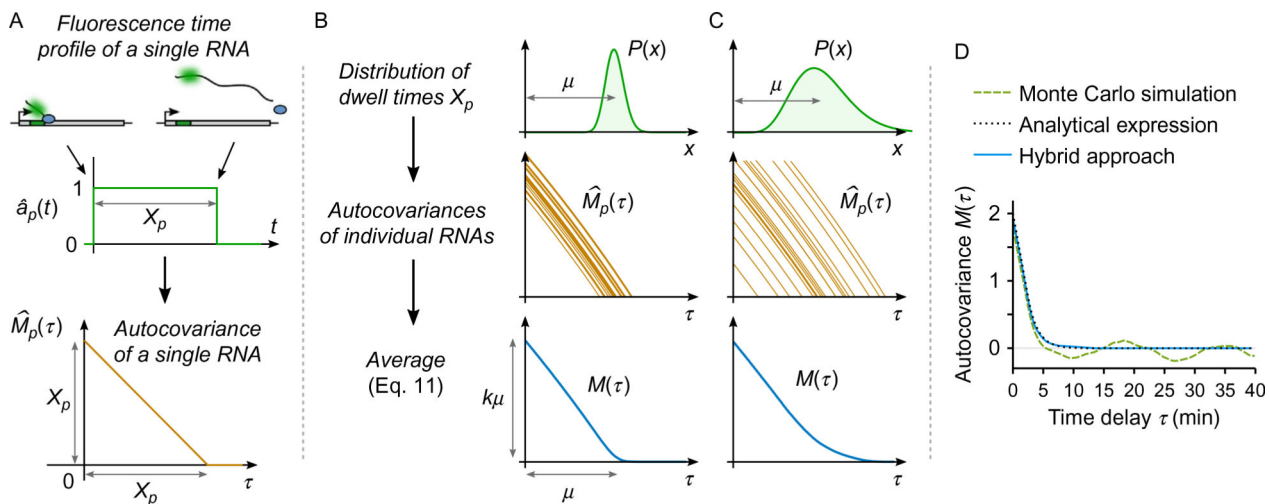 A
Fluorescence time
profile of a single RNA
1
â_p(t)
X_p
0
t
M̂_p(τ)
Autocovariance
of a single RNA
X_p
0
X_p
τ
B
Distribution of
dwell times X_p
Autocovariances
of individual RNAs
Average
(Eq. 11)
P(x)
μ
x
M̂_p(τ)
τ
M(τ)
kμ
μ
τ
C
P(x)
μ
x
M̂_p(τ)
τ
M(τ)
τ
D
Monte Carlo simulation
Analytical expression
Hybrid approach
Autocovariance M(τ)
2
1
0
0 5 10 15 20 25 30 35 40
Time delay τ (min)